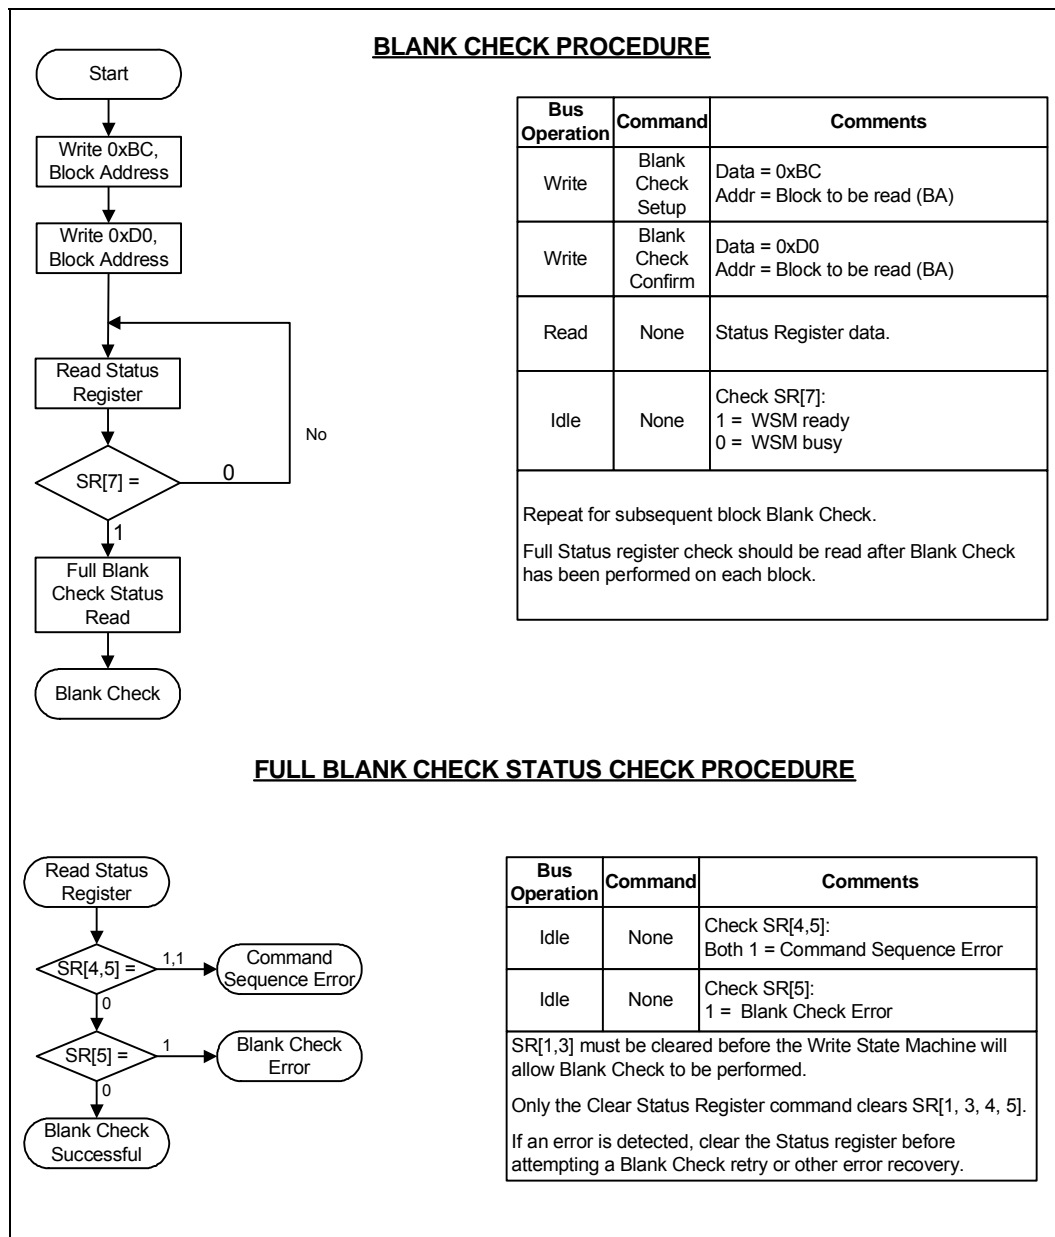 BLANK CHECK PROCEDURE
Start
Write 0xBC,
Block Address
Write 0xD0,
Block Address
Read Status
Register
No
SR[7] =
0
1
Full Blank
Check Status
Read
Blank Check
Bus
Operation
Command
Comments
Write
Blank
Check
Setup
Data = 0xBC
Addr = Block to be read (BA)
Write
Blank
Check
Confirm
Data = 0xD0
Addr = Block to be read (BA)
Read
None
Status Register data.
Idle
None
Check SR[7]:
1 = WSM ready
0 = WSM busy
Repeat for subsequent block Blank Check.
Full Status register check should be read after Blank Check
has been performed on each block.
FULL BLANK CHECK STATUS CHECK PROCEDURE
Read Status
Register
SR[4,5] =
1,1
Command
Sequence Error
0
SR[5] =
1
Blank Check
Error
0
Blank Check
Successful
Bus
Operation
Command
Comments
Idle
None
Check SR[4,5]:
Both 1 = Command Sequence Error
Idle
None
Check SR[5]:
1 = Blank Check Error
SR[1,3] must be cleared before the Write State Machine will
allow Blank Check to be performed.
Only the Clear Status Register command clears SR[1, 3, 4, 5].
If an error is detected, clear the Status register before
attempting a Blank Check retry or other error recovery.